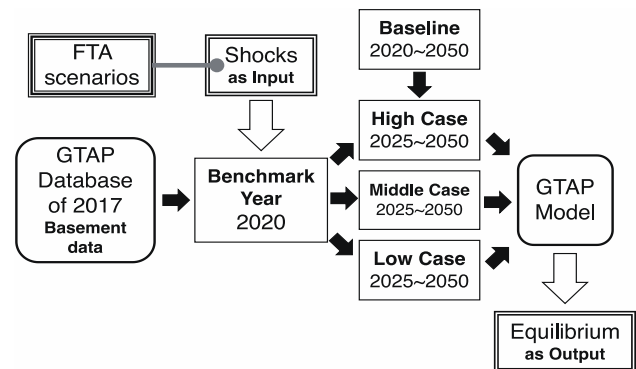 FTA
scenarios
Shocks
as Input
Baseline
2020~2050
GTAP
Database
of 2017
Basement
data
Benchmark
Year
2020
High Case
2025~2050
Middle Case
2025~2050
Low Case
2025~2050
GTAP
Model
Equilibrium
as Output